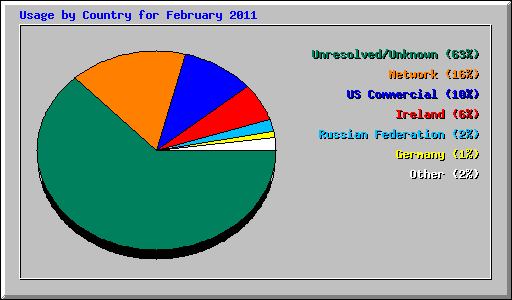 Usage by Country for February 2011
Unresolved/Unknown (63%)
Network (16%)
US Commercial (10%)
Ireland (6%)
Russian Federation (2%)
Germany (1%)
Other (2%)